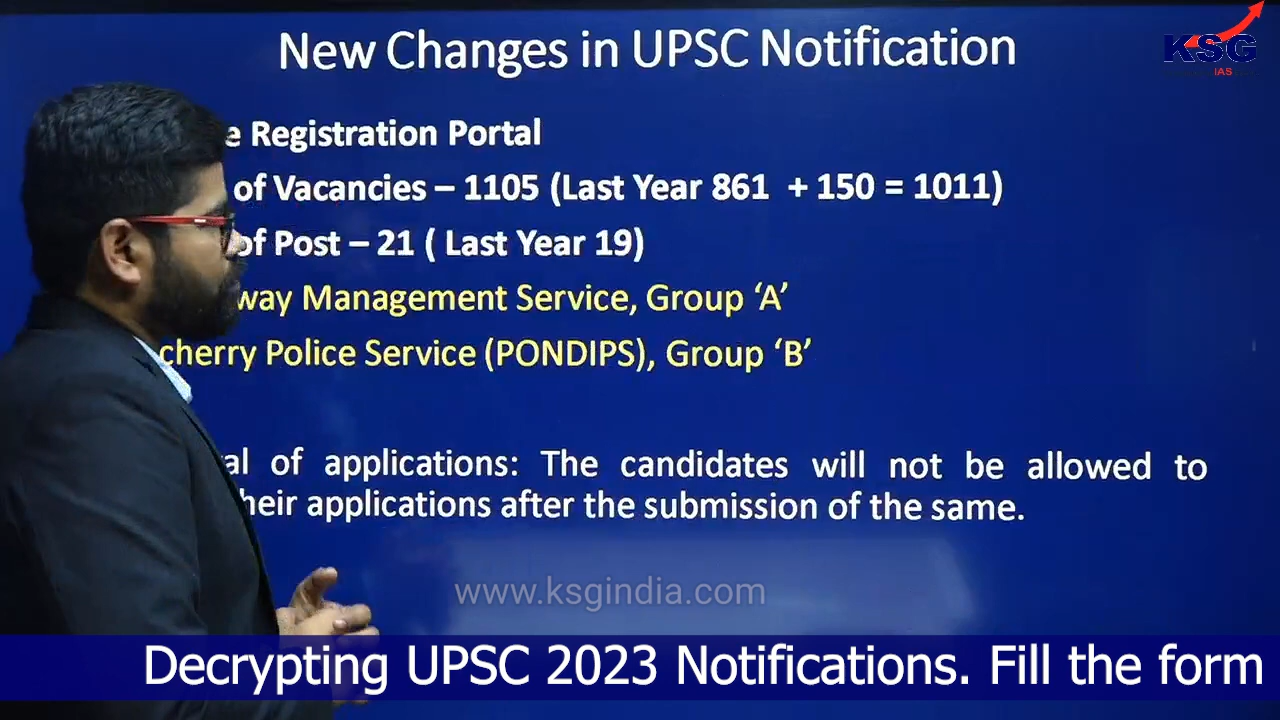 New Changes in UPSC Notification
KSG
IAS
e Registration Portal
of Vacancies – 1105 (Last Year 861 + 150 = 1011)
of Post – 21 ( Last Year 19)
way Management Service, Group ‘A’
cherry Police Service (PONDIPS), Group ‘B’
al of applications: The candidates will not be allowed to
heir applications after the submission of the same.
www.ksgindia.com
Decrypting UPSC 2023 Notifications. Fill the form